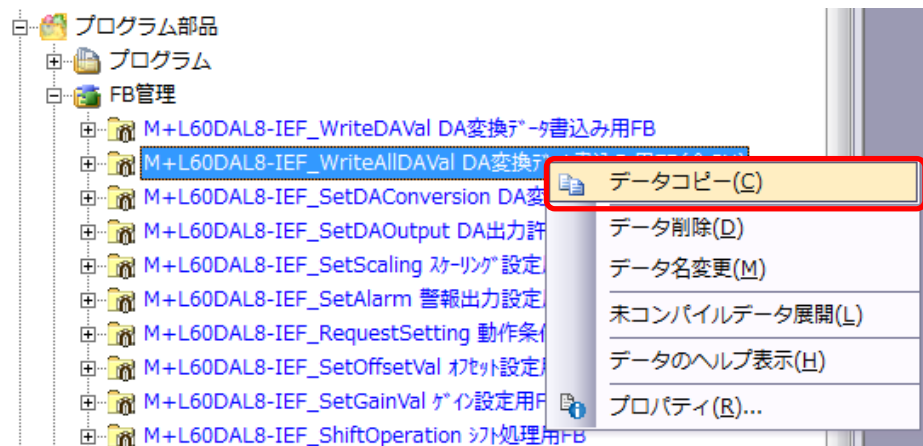 プログラム部品
プログラム
FB管理
M+L60DAL8-IEF_WriteDAVal DA変換ﾃﾞｰﾀ書込み用FB
M+L60DAL8-IEF_WriteAllDAVal DA変換
データコピー(C)
M+L60DAL8-IEF_SetDAConversion DA変
データ削除(D)
M+L60DAL8-IEF_SetDAOutput DA出力許
データ名変更(M)
M+L60DAL8-IEF_SetScaling ｽｹｰﾘﾝｸﾞ設定
M+L60DAL8-IEF_SetAlarm 警報出力設定
未コンパイルデータ展開(L)
M+L60DAL8-IEF_RequestSetting 動作条
データのヘルプ表示(H)
M+L60DAL8-IEF_SetOffsetVal ｵﾌｾｯﾄ設定
M+L60DAL8-IEF_SetGainVal ｹﾞｲﾝ設定用F
プロパティ(R)...
M+L60DAL8-IEF_ShiftOperation ｼﾌﾄ処理用FB